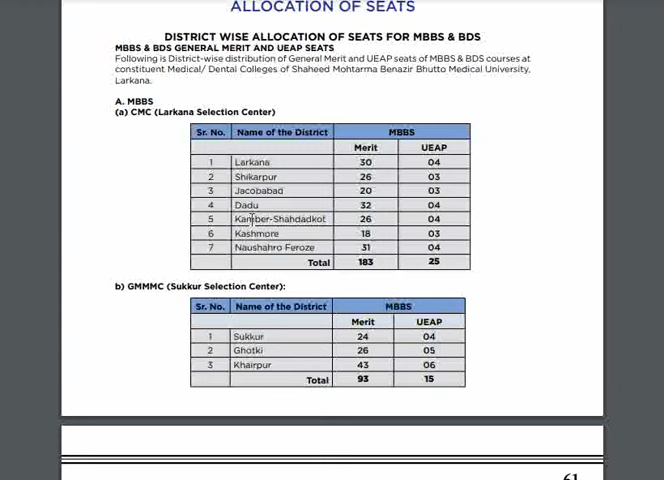 ALLOCATION OF SEATS
DISTRICT WISE ALLOCATION OF SEATS FOR MBBS & BDS
MBBS & BDS GENERAL MERIT AND UEAP SEATS
Following is District-wise distribution of General Merit and UEAP seats of MBBS & BDS courses at
constituent Medical/ Dental Colleges of Shaheed Mohtarma Benazir Bhutto Medical University,
Larkana.
A. MBBS
(a) CMC (Larkana Selection Center)
Sr. No. Name of the District MBBS
Merit UEAP
1 Larkana 30 04
2 Shikarpur 26 03
3 Jacobabad 20 03
4 Dadu 32 04
5 Kamber-Shahdadkot 26 04
6 Kashmore 18 03
7 Naushahro Feroze 31 04
Total 183 25
b) GMMMC (Sukkur Selection Center):
Sr. No. Name of the District MBBS
Merit UEAP
1 Sukkur 24 04
2 Ghotki 26 05
3 Khairpur 43 06
Total 93 15
61